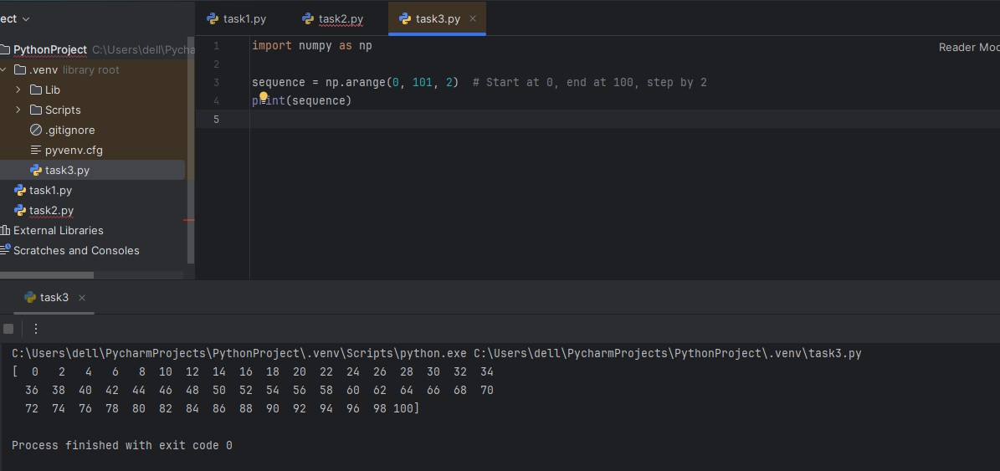 ect
task1.py
task2.py
task3.py
PythonProject C:\Users\dell\Pycha
.venv library root
Lib
Scripts
.gitignore
pyvenv.cfg
task3.py
task1.py
task2.py
External Libraries
Scratches and Consoles
Reader Mod
1 import numpy as np
2
3 sequence = np.arange(0, 101, 2)  # Start at 0, end at 100, step by 2
4 print(sequence)
5
task3
C:\Users\dell\PycharmProjects\PythonProject\.venv\Scripts\python.exe C:\Users\dell\PycharmProjects\PythonProject\.venv\task3.py
[  0   2   4   6   8  10  12  14  16  18  20  22  24  26  28  30  32  34
  36  38  40  42  44  46  48  50  52  54  56  58  60  62  64  66  68  70
  72  74  76  78  80  82  84  86  88  90  92  94  96  98 100]
Process finished with exit code 0